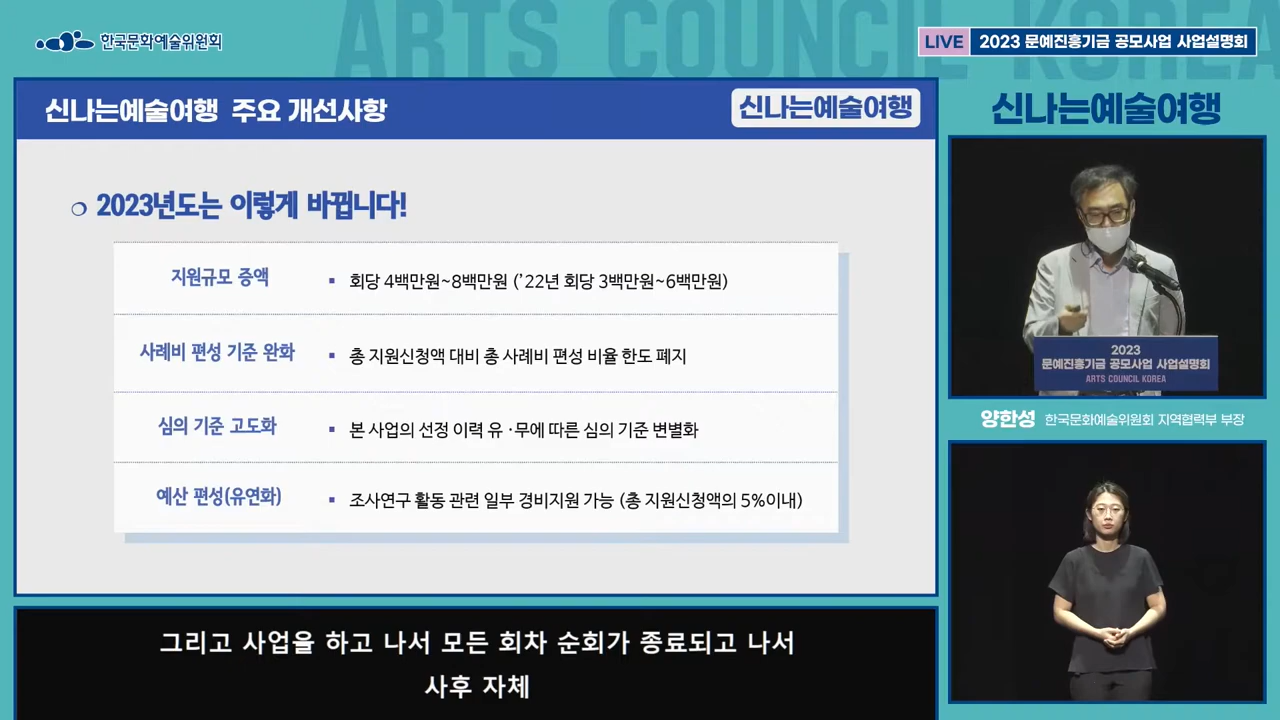 ARTS COUNCIL KOREA
한국문화예술위원회
LIVE 2023 문예진흥기금 공모사업 사업설명회
신나는예술여행 주요 개선사항
신나는예술여행
신나는예술여행
❍ 2023년도는 이렇게 바뀝니다!
지원규모 증액 ▪ 회당 4백만원~8백만원 (’22년 회당 3백만원~6백만원)
사례비 편성 기준 완화 ▪ 총 지원신청액 대비 총 사례비 편성 비율 한도 폐지
심의 기준 고도화 ▪ 본 사업의 선정 이력 유 ·무에 따른 심의 기준 변별화
예산 편성(유연화) ▪ 조사연구 활동 관련 일부 경비지원 가능 (총 지원신청액의 5%이내)
2023
문예진흥기금 공모사업 사업설명회
ARTS COUNCIL KOREA
양한성 한국문화예술위원회 지역협력부 부장
그리고 사업을 하고 나서 모든 회차 순회가 종료되고 나서
사후 자체